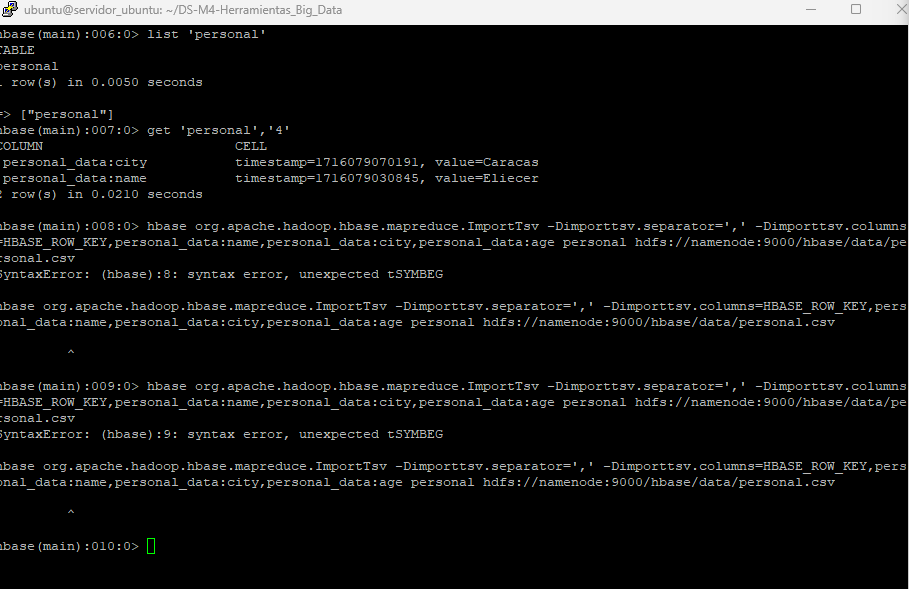 ubuntu@servidor_ubuntu: ~/DS-M4-Herramientas_Big_Data
hbase(main):006:0> list 'personal'
TABLE
personal
1 row(s) in 0.0050 seconds
=> ["personal"]
hbase(main):007:0> get 'personal','4'
COLUMN CELL
personal_data:city timestamp=1716079070191, value=Caracas
personal_data:name timestamp=1716079030845, value=Eliecer
2 row(s) in 0.0210 seconds
hbase(main):008:0> hbase org.apache.hadoop.hbase.mapreduce.ImportTsv -Dimporttsv.separator=',' -Dimporttsv.columns
=HBASE_ROW_KEY,personal_data:name,personal_data:city,personal_data:age personal hdfs://namenode:9000/hbase/data/pe
rsonal.csv
SyntaxError: (hbase):8: syntax error, unexpected tSYMBEG
hbase org.apache.hadoop.hbase.mapreduce.ImportTsv -Dimporttsv.separator=',' -Dimporttsv.columns=HBASE_ROW_KEY,pers
onal_data:name,personal_data:city,personal_data:age personal hdfs://namenode:9000/hbase/data/personal.csv
^
hbase(main):009:0> hbase org.apache.hadoop.hbase.mapreduce.ImportTsv -Dimporttsv.separator=',' -Dimporttsv.columns
=HBASE_ROW_KEY,personal_data:name,personal_data:city,personal_data:age personal hdfs://namenode:9000/hbase/data/pe
rsonal.csv
SyntaxError: (hbase):9: syntax error, unexpected tSYMBEG
hbase org.apache.hadoop.hbase.mapreduce.ImportTsv -Dimporttsv.separator=',' -Dimporttsv.columns=HBASE_ROW_KEY,pers
onal_data:name,personal_data:city,personal_data:age personal hdfs://namenode:9000/hbase/data/personal.csv
^
hbase(main):010:0>